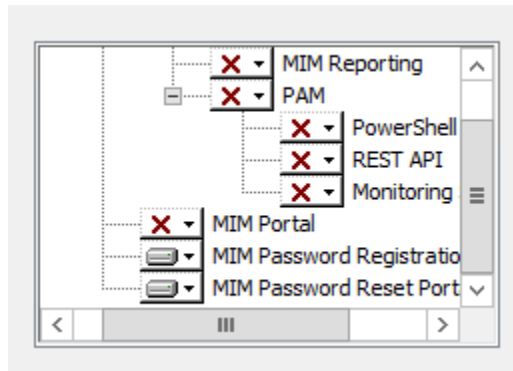 MIM Reporting
PAM
PowerShell
REST API
Monitoring
MIM Portal
MIM Password Registratio
MIM Password Reset Port